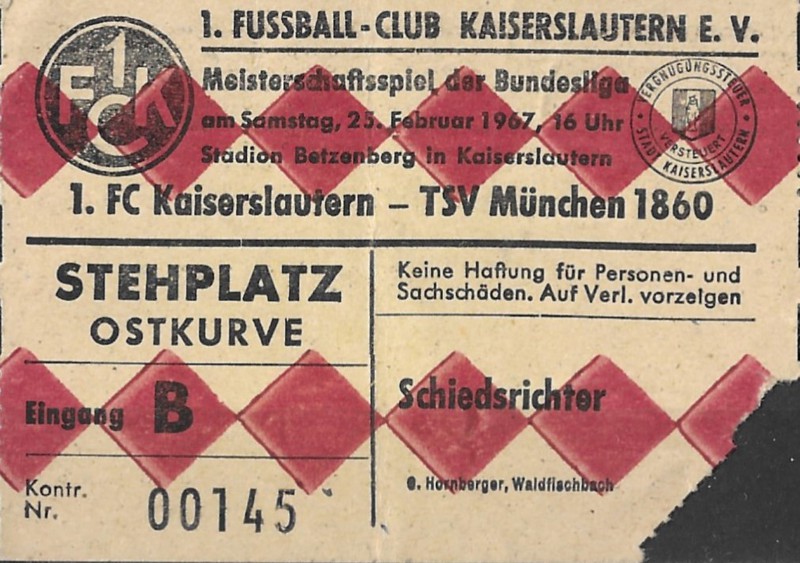 1. FUSSBALL-CLUB KAISERSLAUTERN E. V.
1 FCK
Meisterschaftsspiel der Bundesliga
am Samstag, 25. Februar 1967, 16 Uhr
Stadion Betzenberg in Kaiserslautern
VERGNÜGUNGSSTEUER
VERSTEUERT
STADT KAISERSLAUTERN
1. FC Kaiserslautern – TSV München 1860
STEHPLATZ
OSTKURVE
Keine Haftung für Personen- und
Sachschäden. Auf Verl. vorzeigen
Eingang B
Schiedsrichter
Kontr.
Nr. 00145
G. Hornberger, Waldfischbach